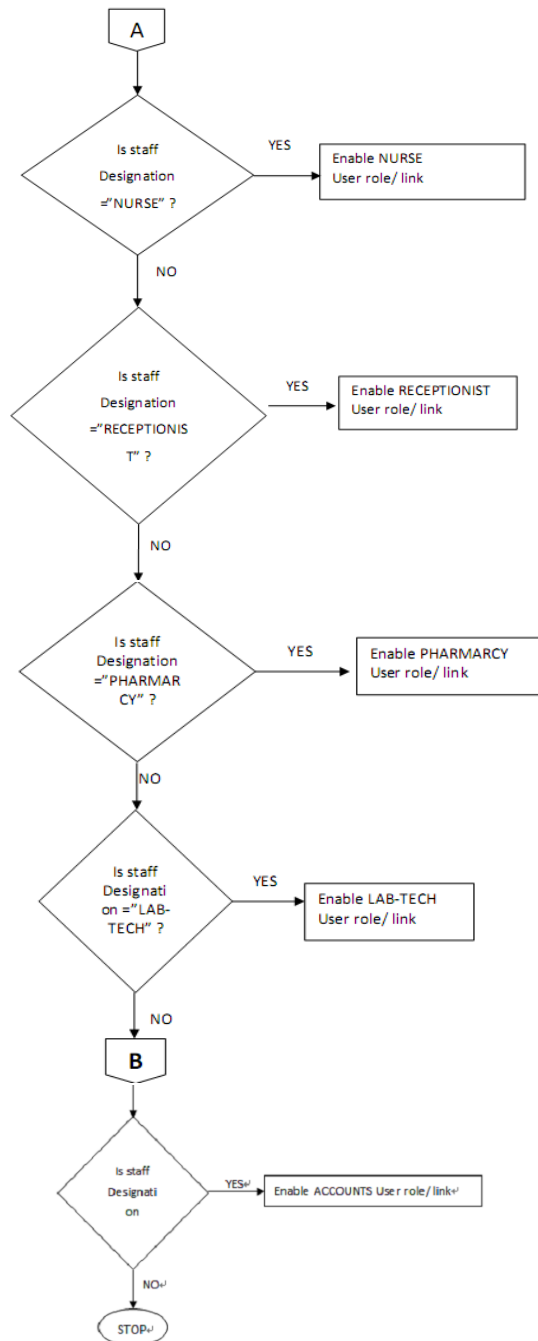 A
Is staff
Designation
="NURSE" ?
YES
Enable NURSE
User role/ link
NO
Is staff
Designation
="RECEPTIONIS
T" ?
YES
Enable RECEPTIONIST
User role/ link
NO
Is staff
Designation
="PHARMAR
CY" ?
YES
Enable PHARMARCY
User role/ link
NO
Is staff
Designati
on ="LAB-
TECH" ?
YES
Enable LAB-TECH
User role/ link
NO
B
Is staff
Designati
on
YES↵
Enable ACCOUNTS User role/link↵
NO↵
STOP↵